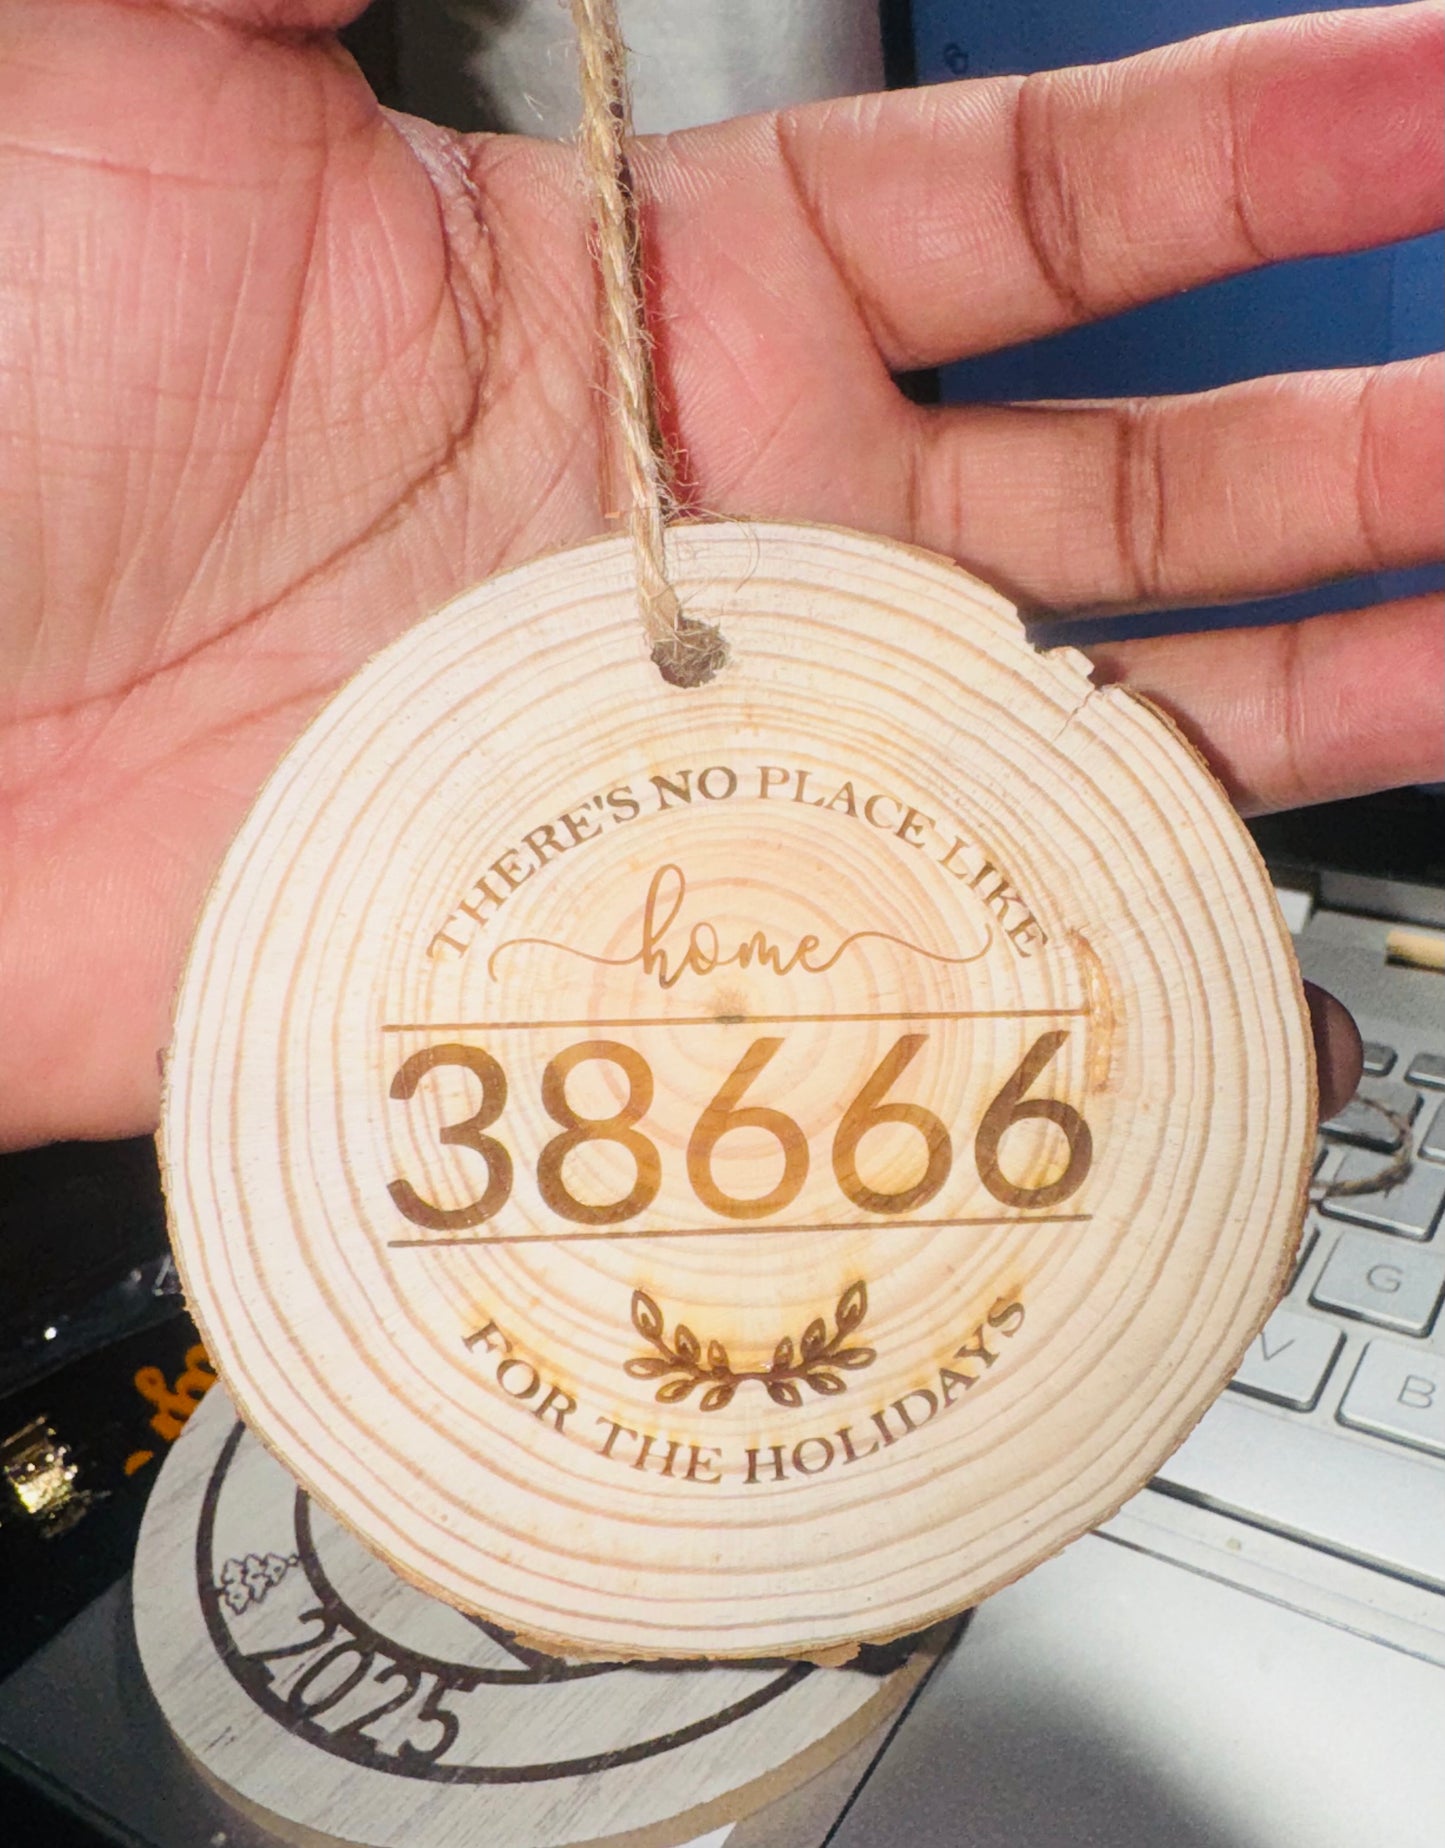 THERE'S NO PLACE LIKE
home
38666
FOR THE HOLIDAYS
2025
G
V
B